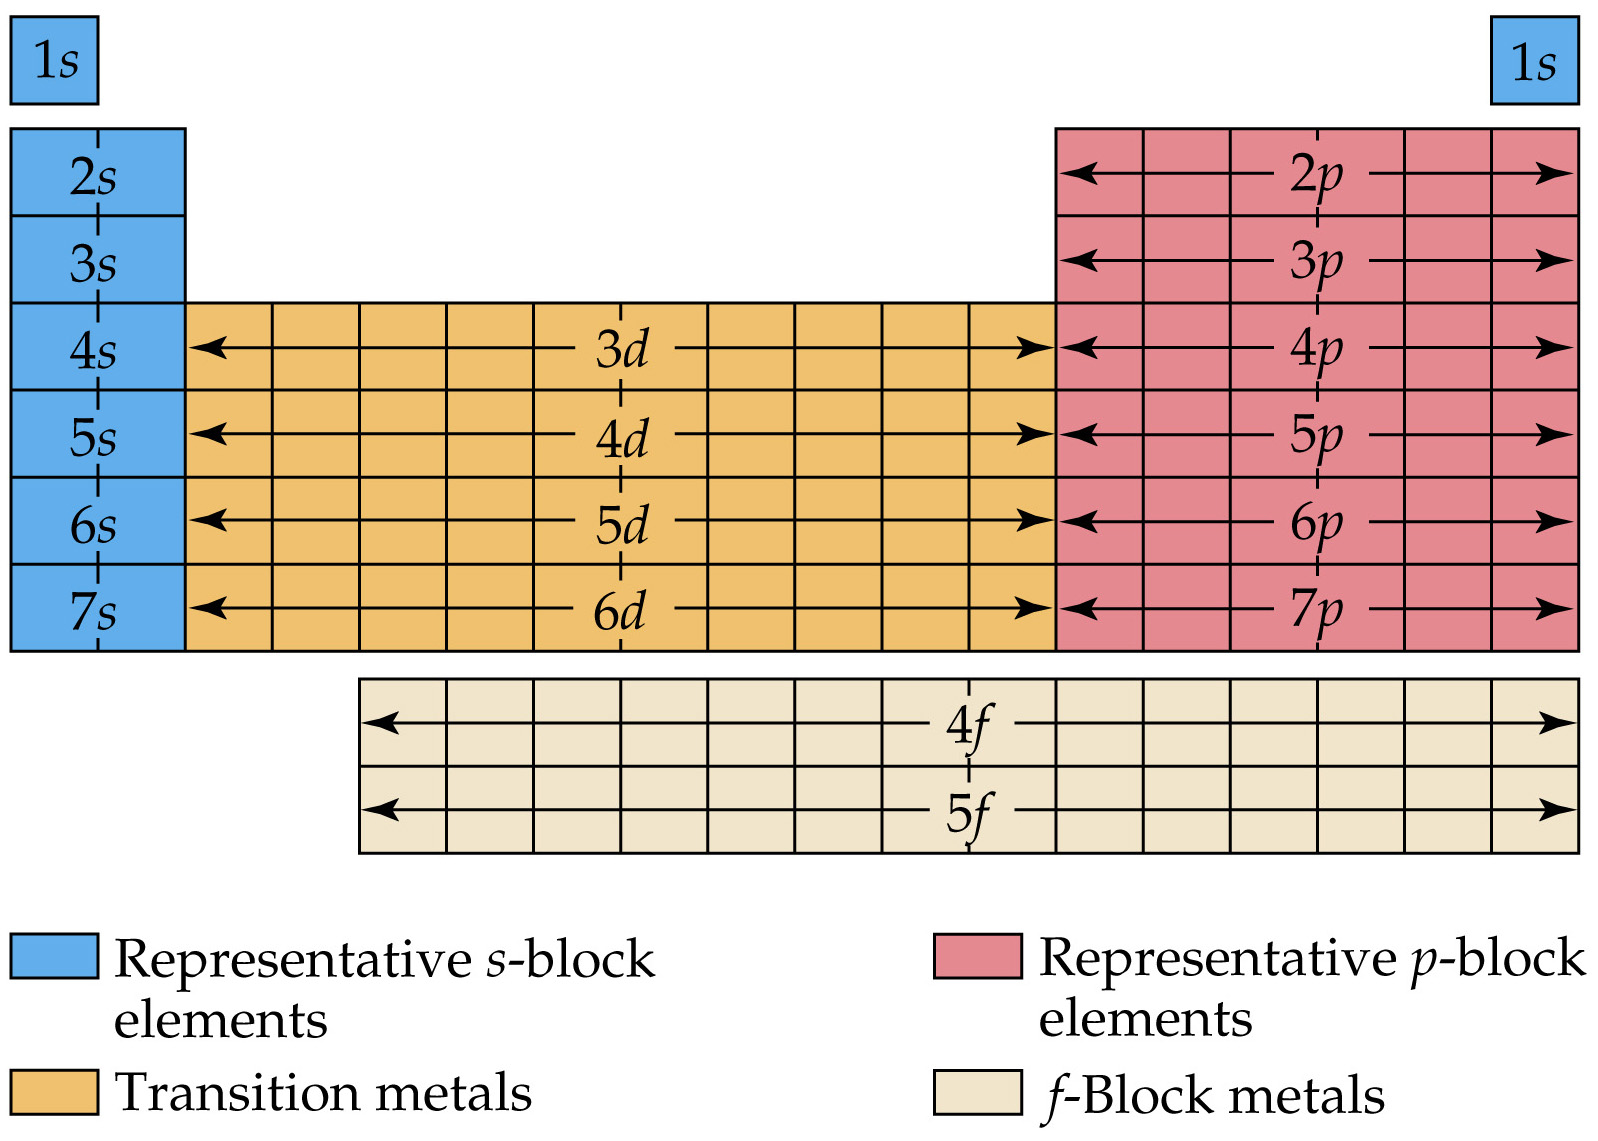 1s 1s
2s 2p
3s 3p
4s 3d 4p
5s 4d 5p
6s 5d 6p
7s 6d 7p
4f
5f
Representative s-block
elements
Representative p-block
elements
Transition metals
f-Block metals